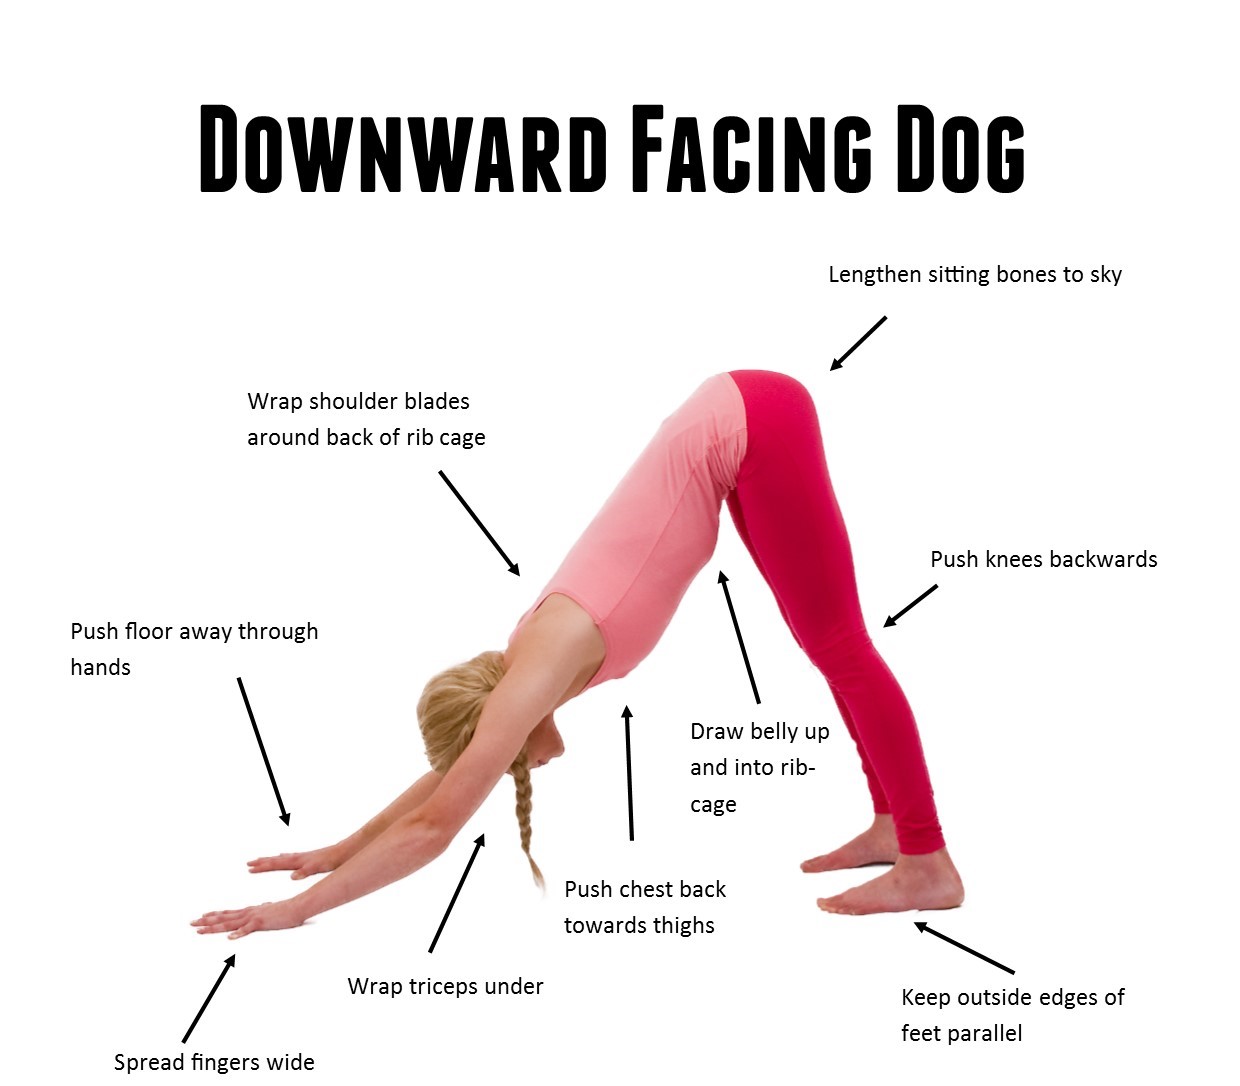 DOWNWARD FACING DOG
Lengthen sitting bones to sky
Wrap shoulder blades
around back of rib cage
Push knees backwards
Push floor away through
hands
Draw belly up
and into rib-
cage
Push chest back
towards thighs
Wrap triceps under
Keep outside edges of
feet parallel
Spread fingers wide